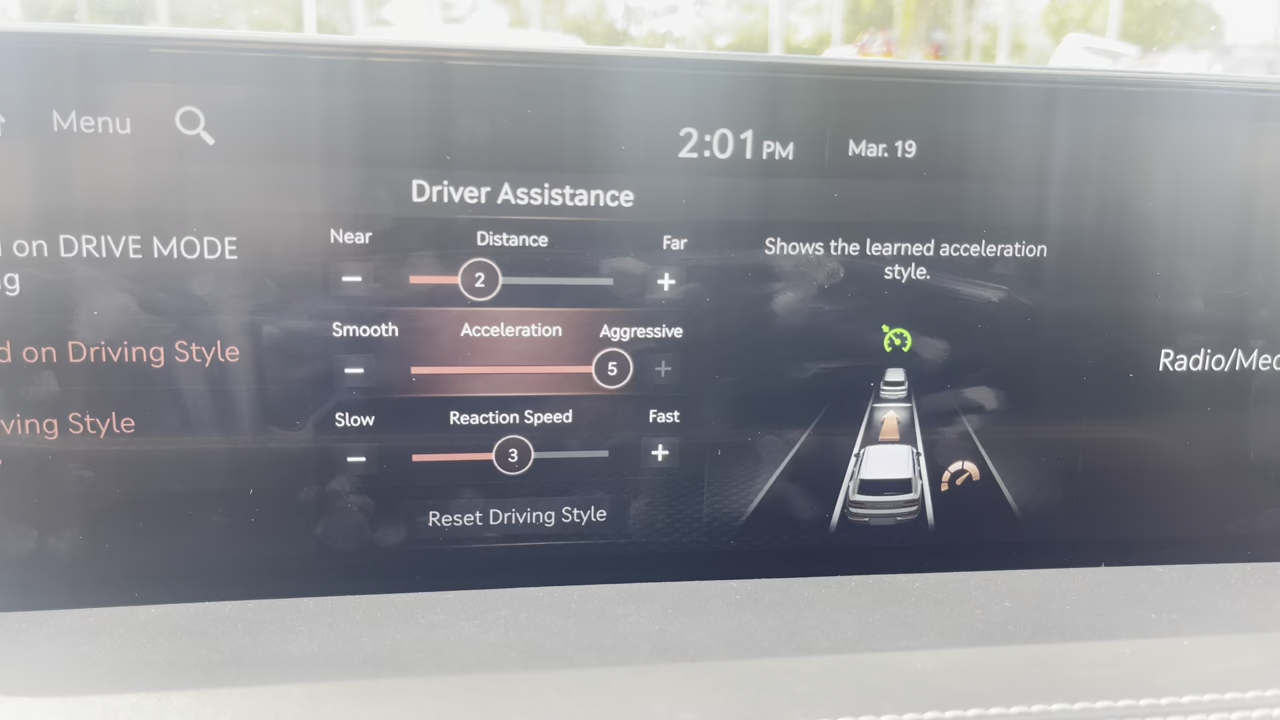 Menu
2:01 PM
Mar. 19
Driver Assistance
on DRIVE MODE
Near Distance Far
2
Smooth Acceleration Aggressive
5
on Driving Style
Slow Reaction Speed Fast
3
Driving Style
Reset Driving Style
Shows the learned acceleration
style.
Radio/Med